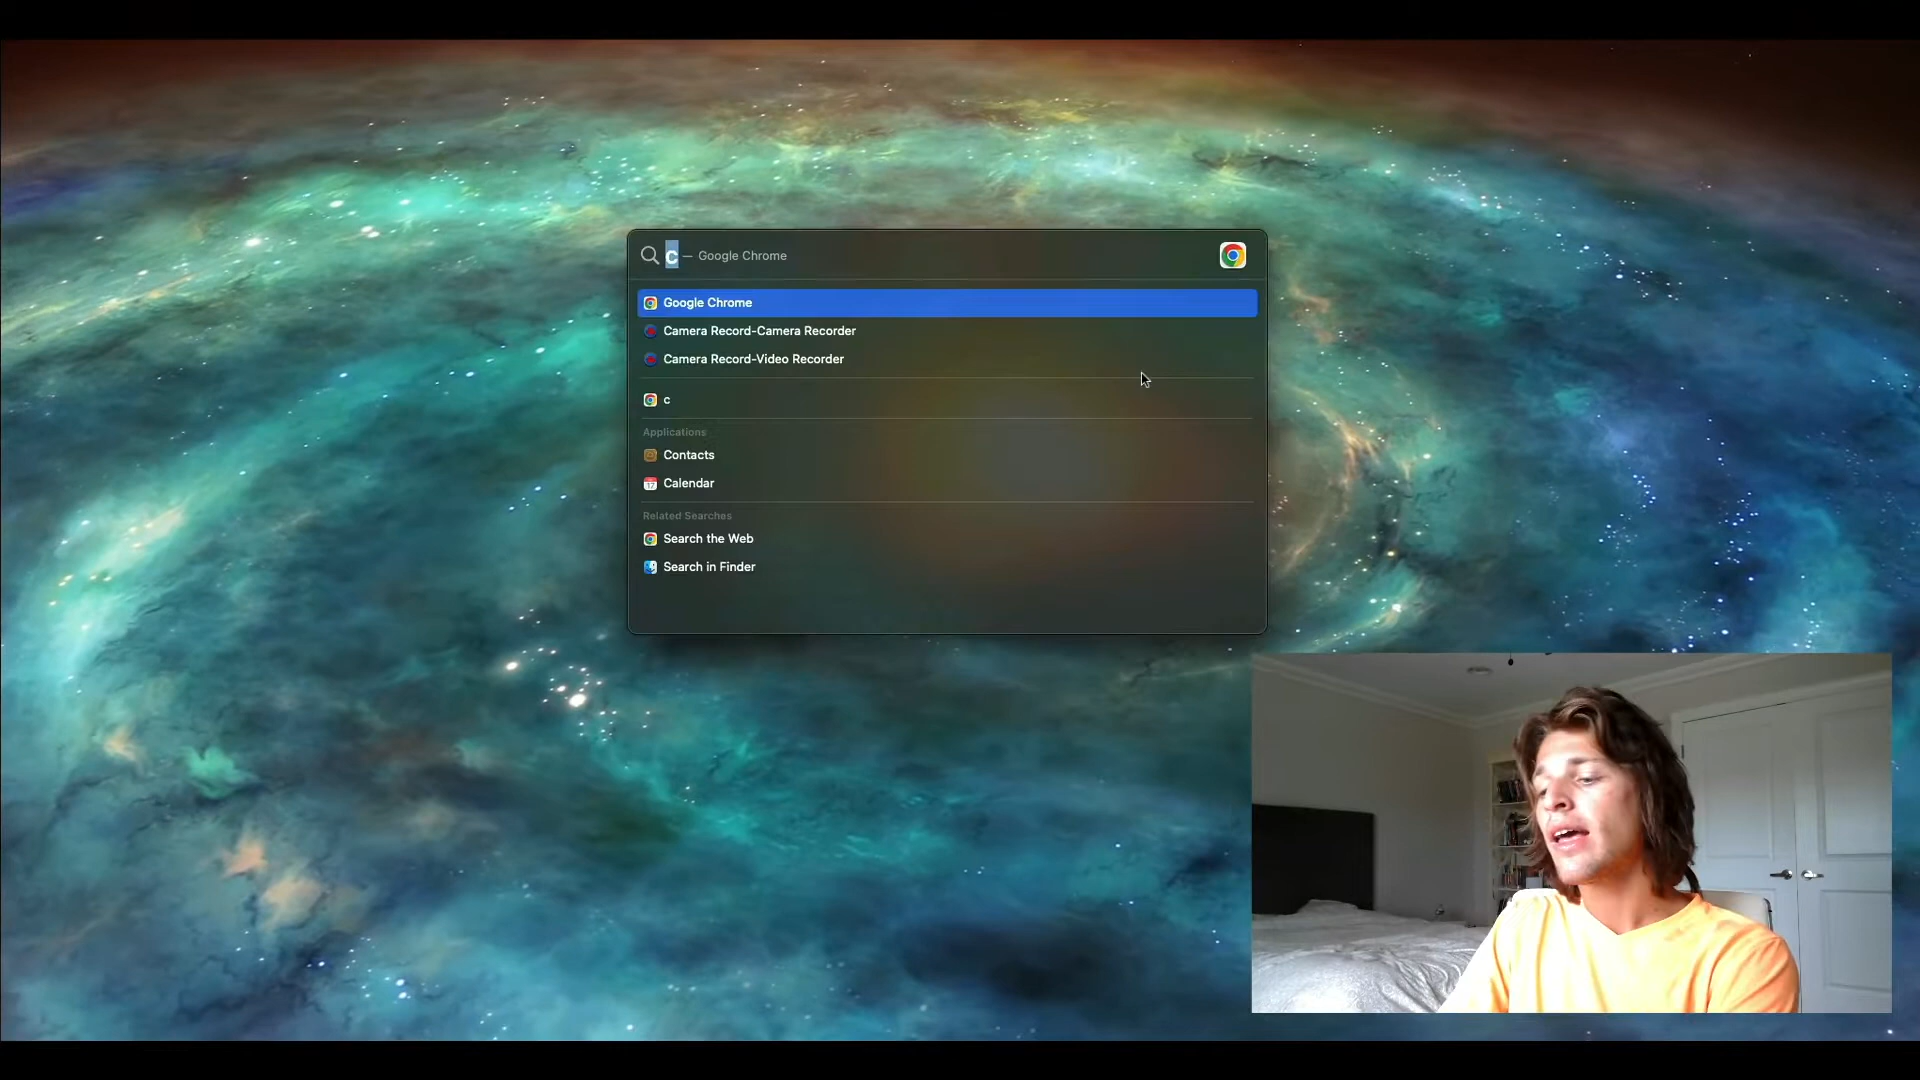 c — Google Chrome
Google Chrome
Camera Record-Camera Recorder
Camera Record-Video Recorder
c
Applications
Contacts
17
Calendar
Related Searches
Search the Web
Search in Finder